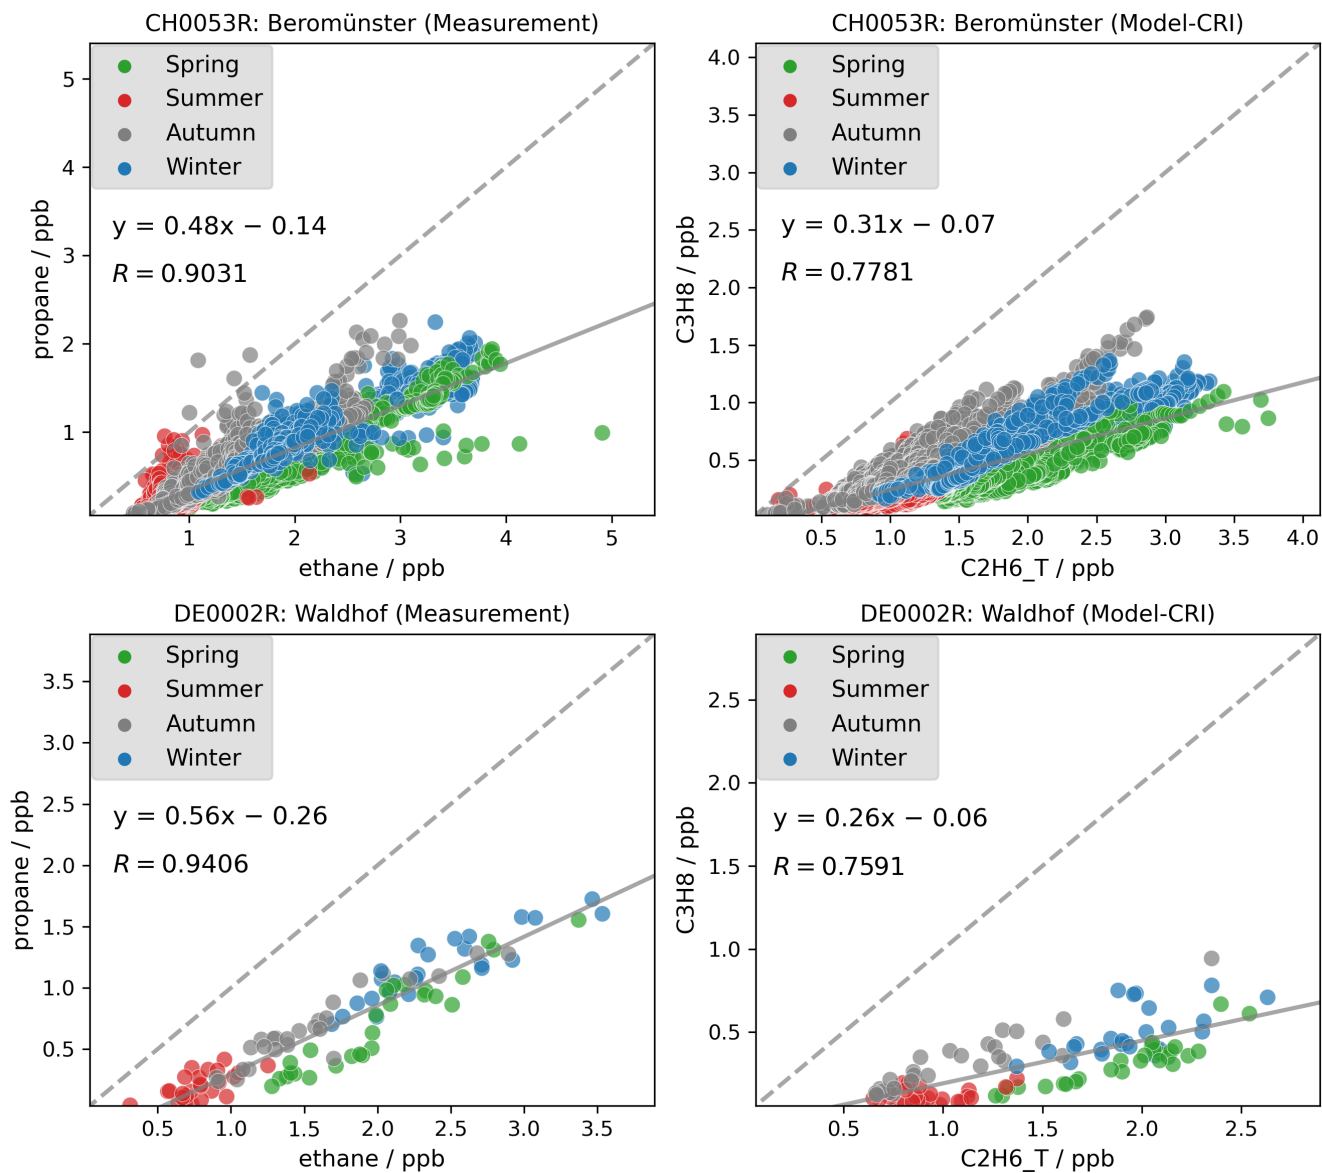 CH0053R: Beromünster (Measurement)
Spring
Summer
Autumn
Winter
y = 0.48x − 0.14
R = 0.9031
propane / ppb
5
4
3
2
1
1 2 3 4 5
ethane / ppb
CH0053R: Beromünster (Model-CRI)
Spring
Summer
Autumn
Winter
y = 0.31x − 0.07
R = 0.7781
C3H8 / ppb
4.0
3.5
3.0
2.5
2.0
1.5
1.0
0.5
0.5 1.0 1.5 2.0 2.5 3.0 3.5 4.0
C2H6_T / ppb
DE0002R: Waldhof (Measurement)
Spring
Summer
Autumn
Winter
y = 0.56x − 0.26
R = 0.9406
propane / ppb
3.5
3.0
2.5
2.0
1.5
1.0
0.5
0.5 1.0 1.5 2.0 2.5 3.0 3.5
ethane / ppb
DE0002R: Waldhof (Model-CRI)
Spring
Summer
Autumn
Winter
y = 0.26x − 0.06
R = 0.7591
C3H8 / ppb
2.5
2.0
1.5
1.0
0.5
0.5 1.0 1.5 2.0 2.5
C2H6_T / ppb